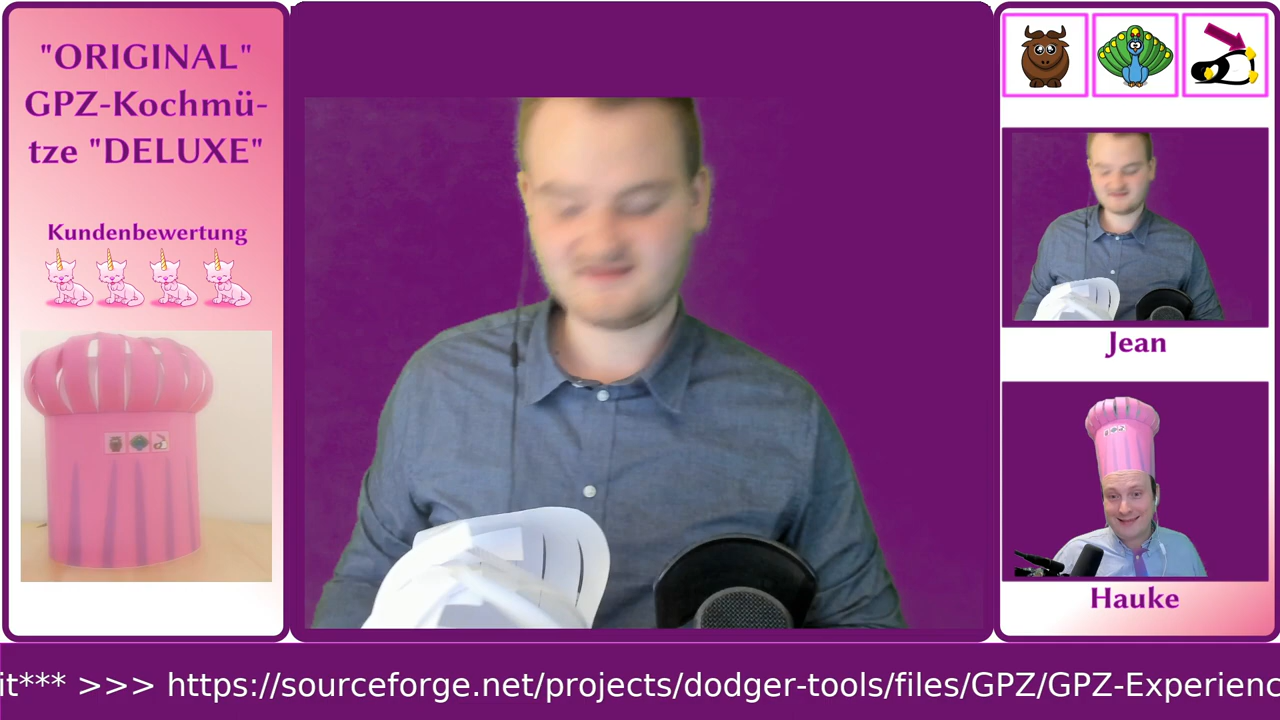 "ORIGINAL"
GPZ-Kochmü-
tze "DELUXE"
Kundenbewertung
Jean
Hauke
it*** >>> https://sourceforge.net/projects/dodger-tools/files/GPZ/GPZ-Experienc